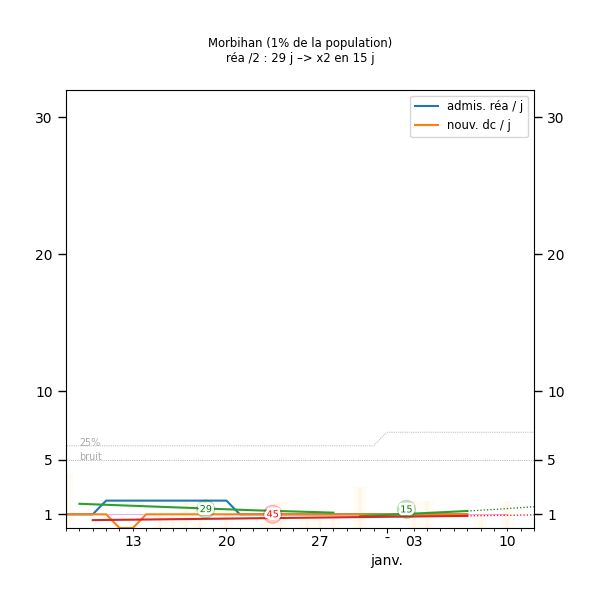 Morbihan (1% de la population)
réa /2 : 29 j –> x2 en 15 j
admis. réa / j
nouv. dc / j
30 30
20 20
10 10
25%
bruit
5 5
29 45 15
1 1
13 20 27 - 03 10
janv.